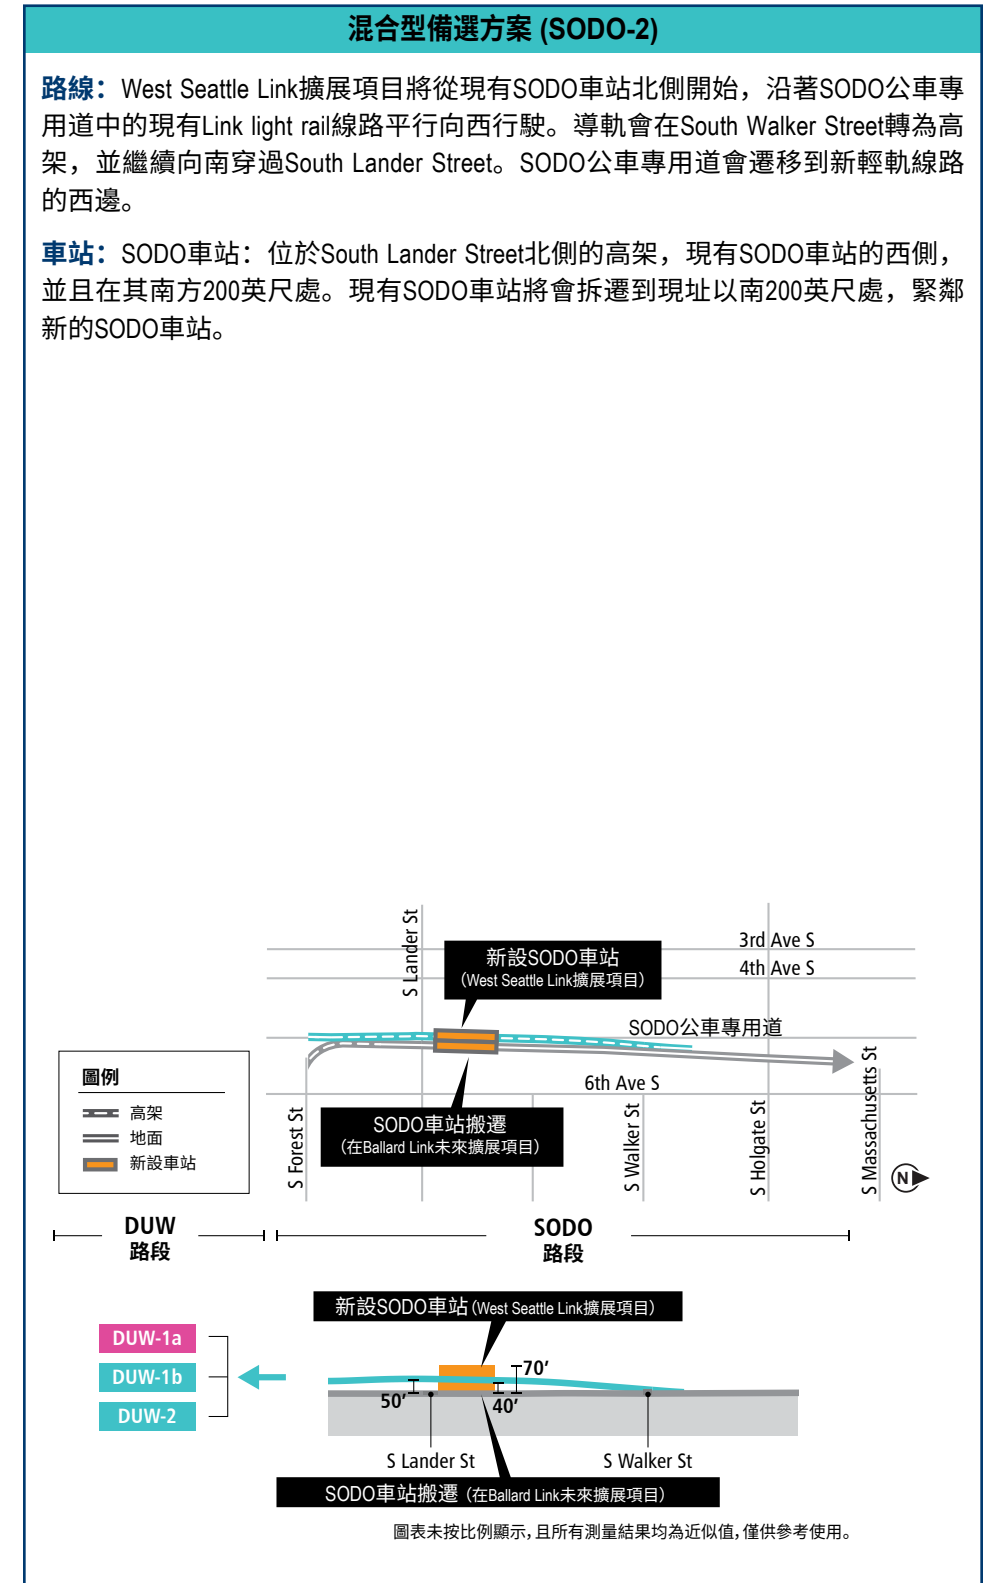 混合型備選方案 (SODO-2)
路線：West Seattle Link擴展項目將從現有SODO車站北側開始，沿著SODO公車專
用道中的現有Link light rail線路平行向西行駛。導軌會在South Walker Street轉為高
架，並繼續向南穿過South Lander Street。SODO公車專用道會遷移到新輕軌線路
的西邊。
車站：SODO車站：位於South Lander Street北側的高架，現有SODO車站的西側，
並且在其南方200英尺處。現有SODO車站將會拆遷到現址以南200英尺處，緊鄰
新的SODO車站。
S Lander St
3rd Ave S
4th Ave S
新設SODO車站
（West Seattle Link擴展項目）
SODO公車專用道
6th Ave S
SODO車站搬遷
（在Ballard Link未來擴展項目）
S Forest St
S Walker St
S Holgate St
S Massachusetts St
N
圖例
高架
地面
新設車站
DUW
路段
SODO
路段
新設SODO車站（West Seattle Link擴展項目）
DUW-1a
DUW-1b
DUW-2
70’
50’
40’
S Lander St
S Walker St
SODO車站搬遷（在Ballard Link未來擴展項目）
圖表未按比例顯示，且所有測量結果均為近似值，僅供參考使用。